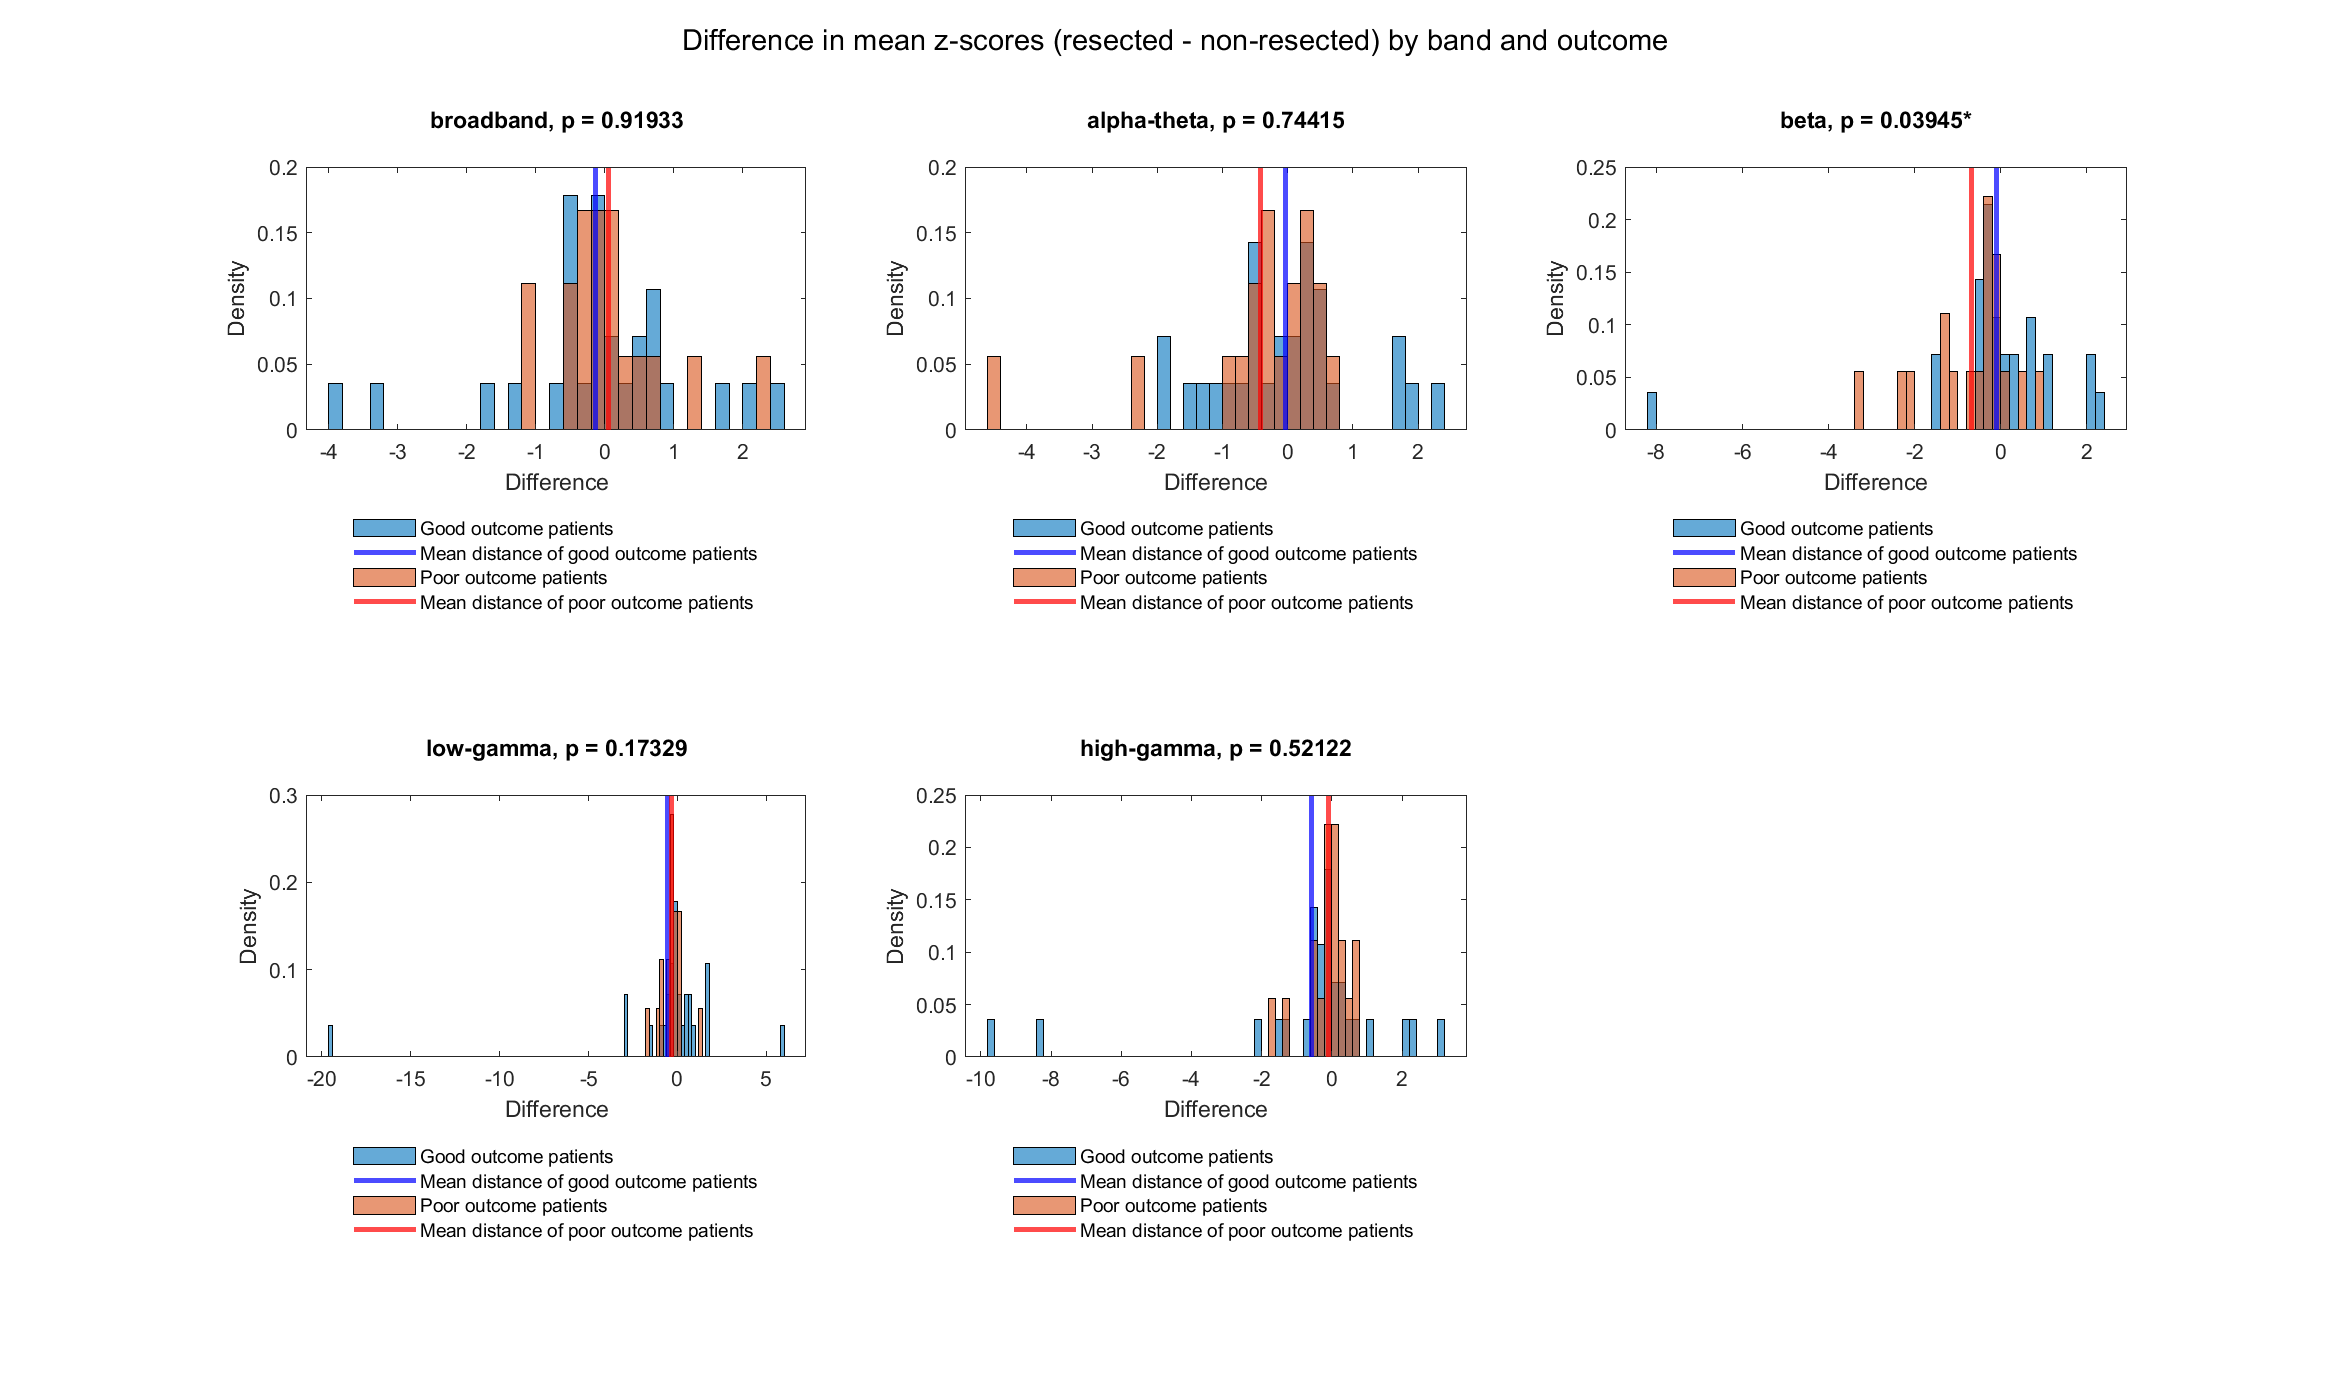 Difference in mean z-scores (resected - non-resected) by band and outcome
broadband, p = 0.91933
0.2
0.15
0.1
0.05
0
Density
-4 -3 -2 -1 0 1 2
Difference
Good outcome patients
Mean distance of good outcome patients
Poor outcome patients
Mean distance of poor outcome patients
alpha-theta, p = 0.74415
0.2
0.15
0.1
0.05
0
Density
-4 -3 -2 -1 0 1 2
Difference
Good outcome patients
Mean distance of good outcome patients
Poor outcome patients
Mean distance of poor outcome patients
beta, p = 0.03945*
0.25
0.2
0.15
0.1
0.05
0
Density
-8 -6 -4 -2 0 2
Difference
Good outcome patients
Mean distance of good outcome patients
Poor outcome patients
Mean distance of poor outcome patients
low-gamma, p = 0.17329
0.3
0.2
0.1
0
Density
-20 -15 -10 -5 0 5
Difference
Good outcome patients
Mean distance of good outcome patients
Poor outcome patients
Mean distance of poor outcome patients
high-gamma, p = 0.52122
0.25
0.2
0.15
0.1
0.05
0
Density
-10 -8 -6 -4 -2 0 2
Difference
Good outcome patients
Mean distance of good outcome patients
Poor outcome patients
Mean distance of poor outcome patients